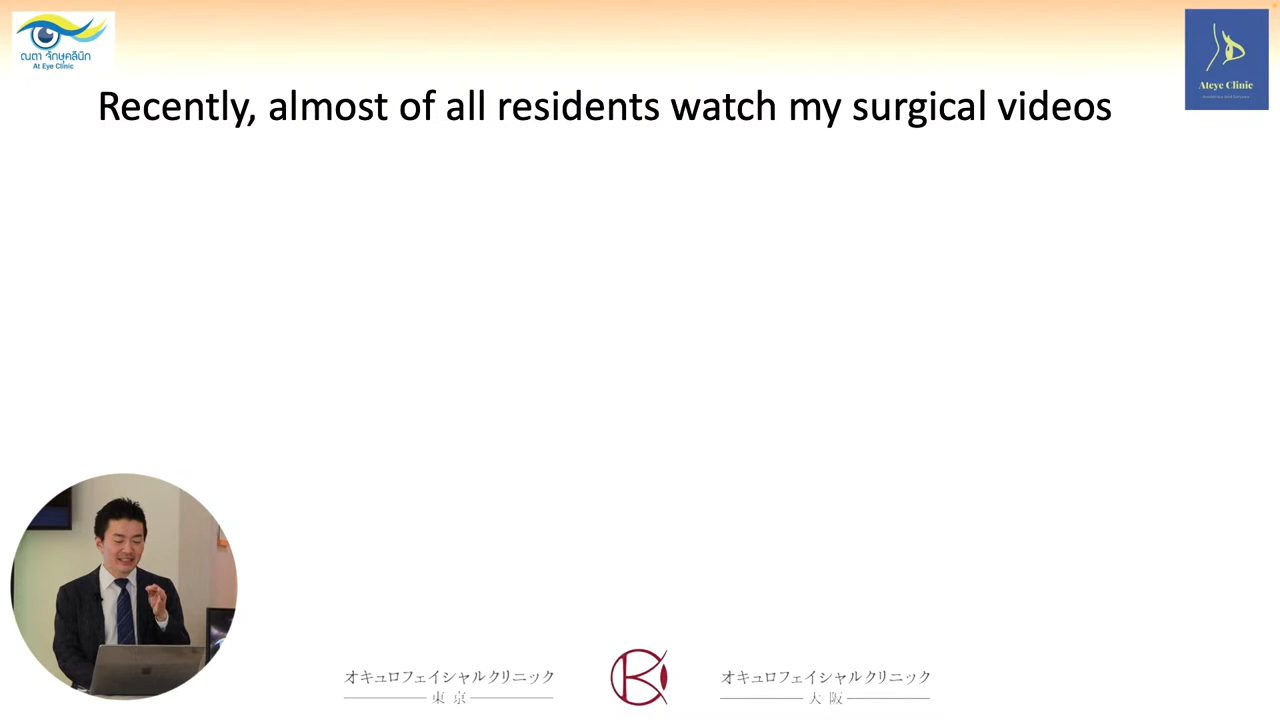 ณตา จักษุคลินิก
At Eye Clinic
Ateye Clinic
Recently, almost of all residents watch my surgical videos
オキュロフェイシャルクリニック
東京
オキュロフェイシャルクリニック
大阪